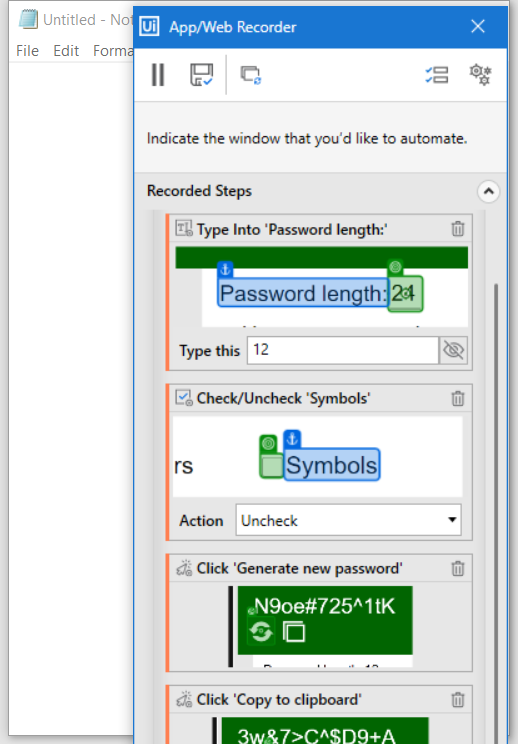 Untitled - Not
Ui App/Web Recorder
File Edit Forma
Indicate the window that you'd like to automate.
Recorded Steps
Type Into 'Password length:'
Password length: 24
Type this 12
Check/Uncheck 'Symbols'
rs Symbols
Action Uncheck
Click 'Generate new password'
N9oe#725^1tK
Click 'Copy to clipboard'
3w&7>C^$D9+A